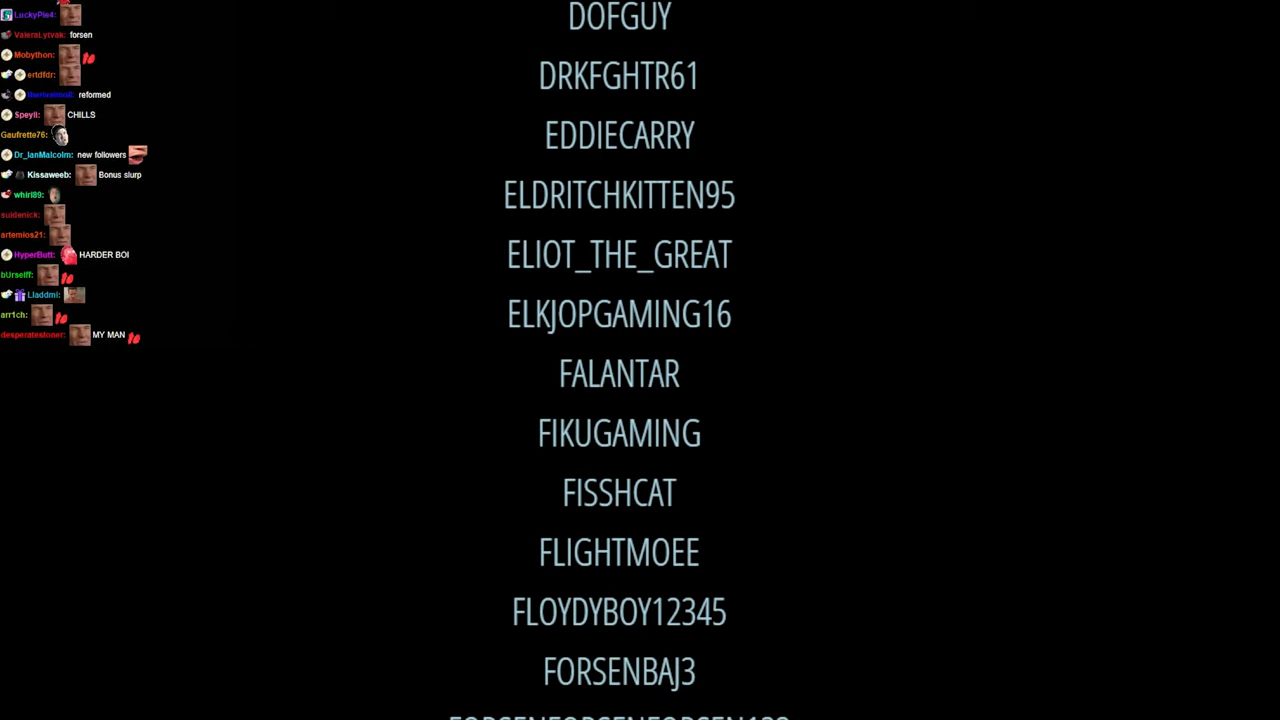 LuckyPie4:
ValeraLytvak: forsen
Mobython:
ertdfdr:
reformed
Speyll: CHILLS
Gaufrette76:
Dr_IanMalcolm: new followers
Kissaweeb: Bonus slurp
whirl89:
suidenick:
artemios21:
HyperButt: HARDER BOI
bUrselff:
Lladdmi:
arr1ch:
desperatestoner: MY MAN
DOFGUY
DRKFGHTR61
EDDIECARRY
ELDRITCHKITTEN95
ELIOT_THE_GREAT
ELKJOPGAMING16
FALANTAR
FIKUGAMING
FISSHCAT
FLIGHTMOEE
FLOYDYBOY12345
FORSENBAJ3